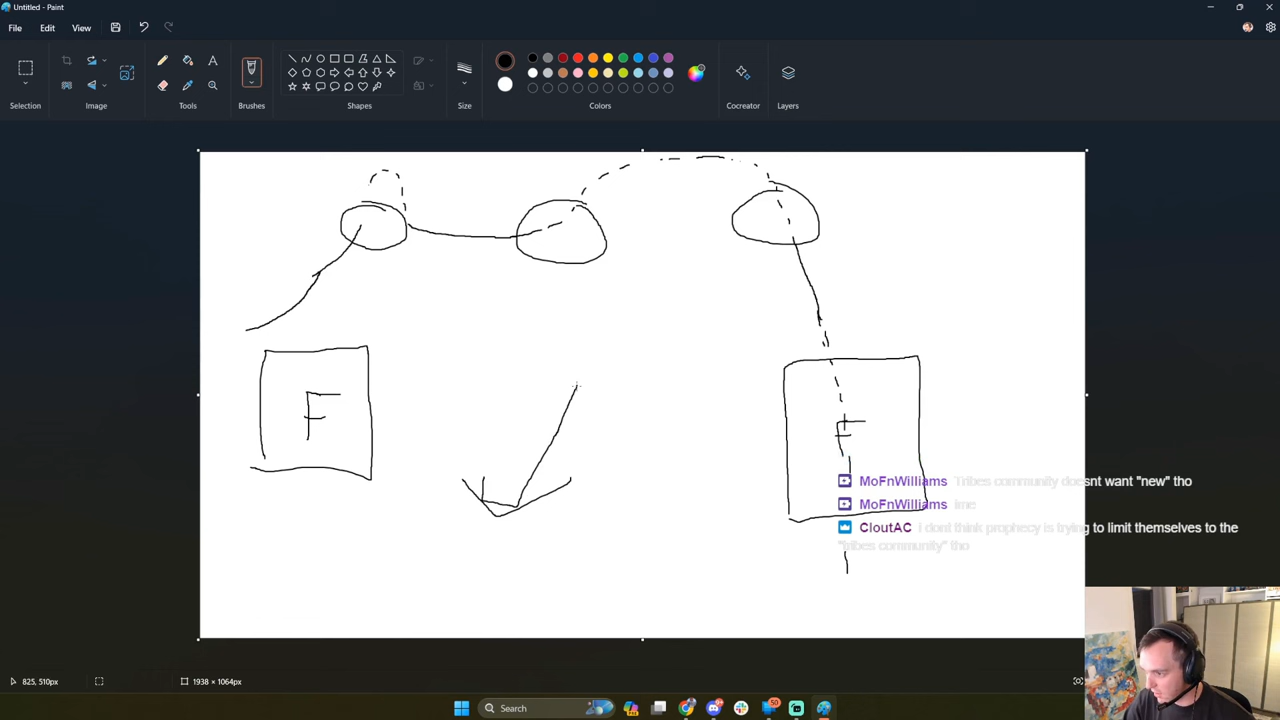 Untitled - Paint
File
Edit
View
Selection
Image
Tools
Brushes
Shapes
Size
Colors
Cocreator
Layers
F
F
MoFnWilliams Tribes community doesnt want "new" tho
MoFnWilliams ime
CloutAC i dont think prophecy is trying to limit themselves to the
"tribes community" tho
825, 510px
1938 × 1064px
Search
50